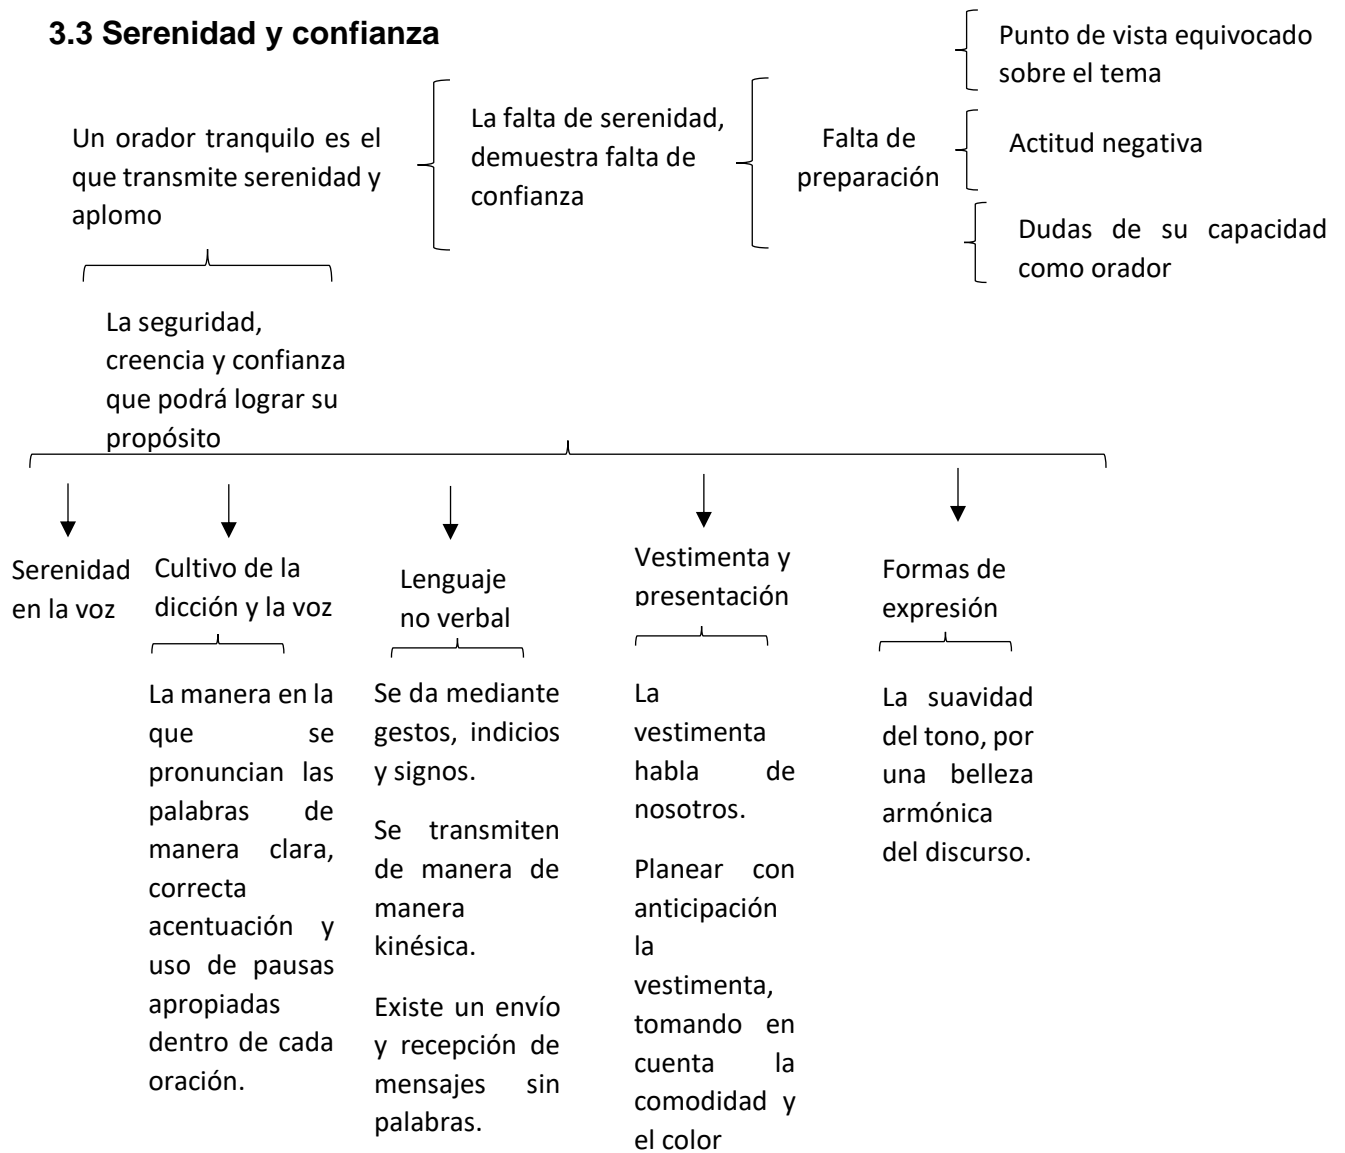 3.3 Serenidad y confianza
Un orador tranquilo es el
que transmite serenidad y
aplomo
La falta de serenidad,
demuestra falta de
confianza
Falta de
preparación
Punto de vista equivocado
sobre el tema
Actitud negativa
Dudas de su capacidad
como orador
La seguridad,
creencia y confianza
que podrá lograr su
propósito
Serenidad
en la voz
Cultivo de la
dicción y la voz
La manera en la
que se
pronuncian las
palabras de
manera clara,
correcta
acentuación y
uso de pausas
apropiadas
dentro de cada
oración.
Lenguaje
no verbal
Se da mediante
gestos, indicios
y signos.
Se transmiten
de manera de
manera
kinésica.
Existe un envío
y recepción de
mensajes sin
palabras.
Vestimenta y
presentación
La
vestimenta
habla de
nosotros.
Planear con
anticipación
la
vestimenta,
tomando en
cuenta la
comodidad y
el color
Formas de
expresión
La suavidad
del tono, por
una belleza
armónica
del discurso.